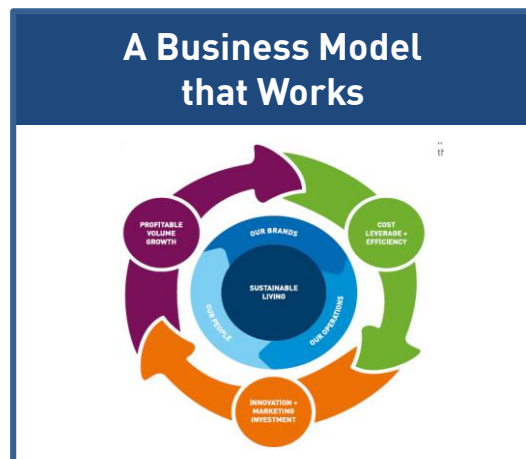 A Business Model
that Works
PROFITABLE
VOLUME
GROWTH
COST
LEVERAGE +
EFFICIENCY
OUR BRANDS
SUSTAINABLE
LIVING
OUR PEOPLE
OUR OPERATIONS
INNOVATION +
MARKETING
INVESTMENT